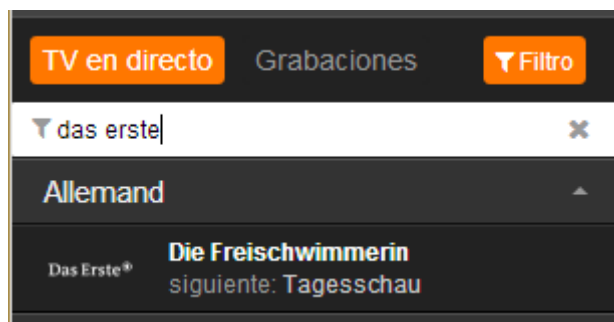 TV en directo Grabaciones Filtro
das erste
Allemand
Die Freischwimmerin
Das Erste®
siguiente: Tagesschau